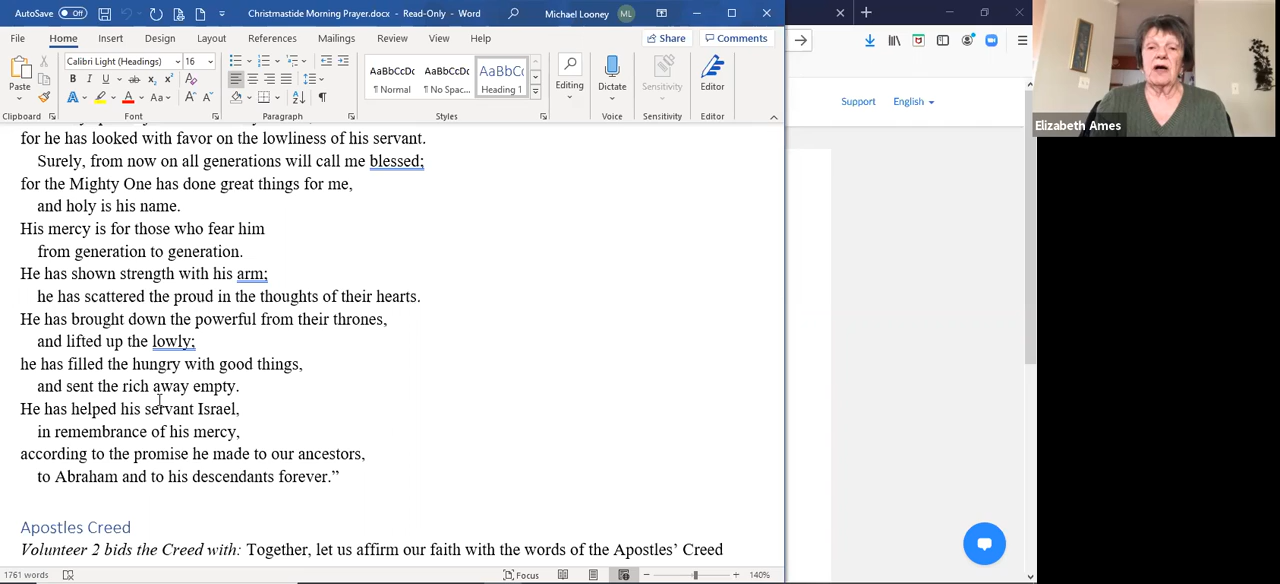 AutoSave Off
Christmastide Morning Prayer.docx - Read-Only - Word
Michael Looney ML
File Home Insert Draw Design Layout References Mailings Review View Help
Share Comments
Calibri Light (Headings) 16
AaBbCcDc AaBbCcDc AaBbCc
Paste
¶ Normal ¶ No Spac... Heading 1
Editing Dictate Sensitivity Editor
Clipboard Font Paragraph Styles Voice Sensitivity Editor
for he has looked with favor on the lowliness of his servant.
Surely, from now on all generations will call me blessed;
for the Mighty One has done great things for me,
and holy is his name.
His mercy is for those who fear him
from generation to generation.
He has shown strength with his arm;
he has scattered the proud in the thoughts of their hearts.
He has brought down the powerful from their thrones,
and lifted up the lowly;
he has filled the hungry with good things,
and sent the rich away empty.
He has helped his servant Israel,
in remembrance of his mercy,
according to the promise he made to our ancestors,
to Abraham and to his descendants forever.”
Apostles Creed
Volunteer 2 bids the Creed with: Together, let us affirm our faith with the words of the Apostles’ Creed
1761 words
Focus
140%
Support English
Elizabeth Ames